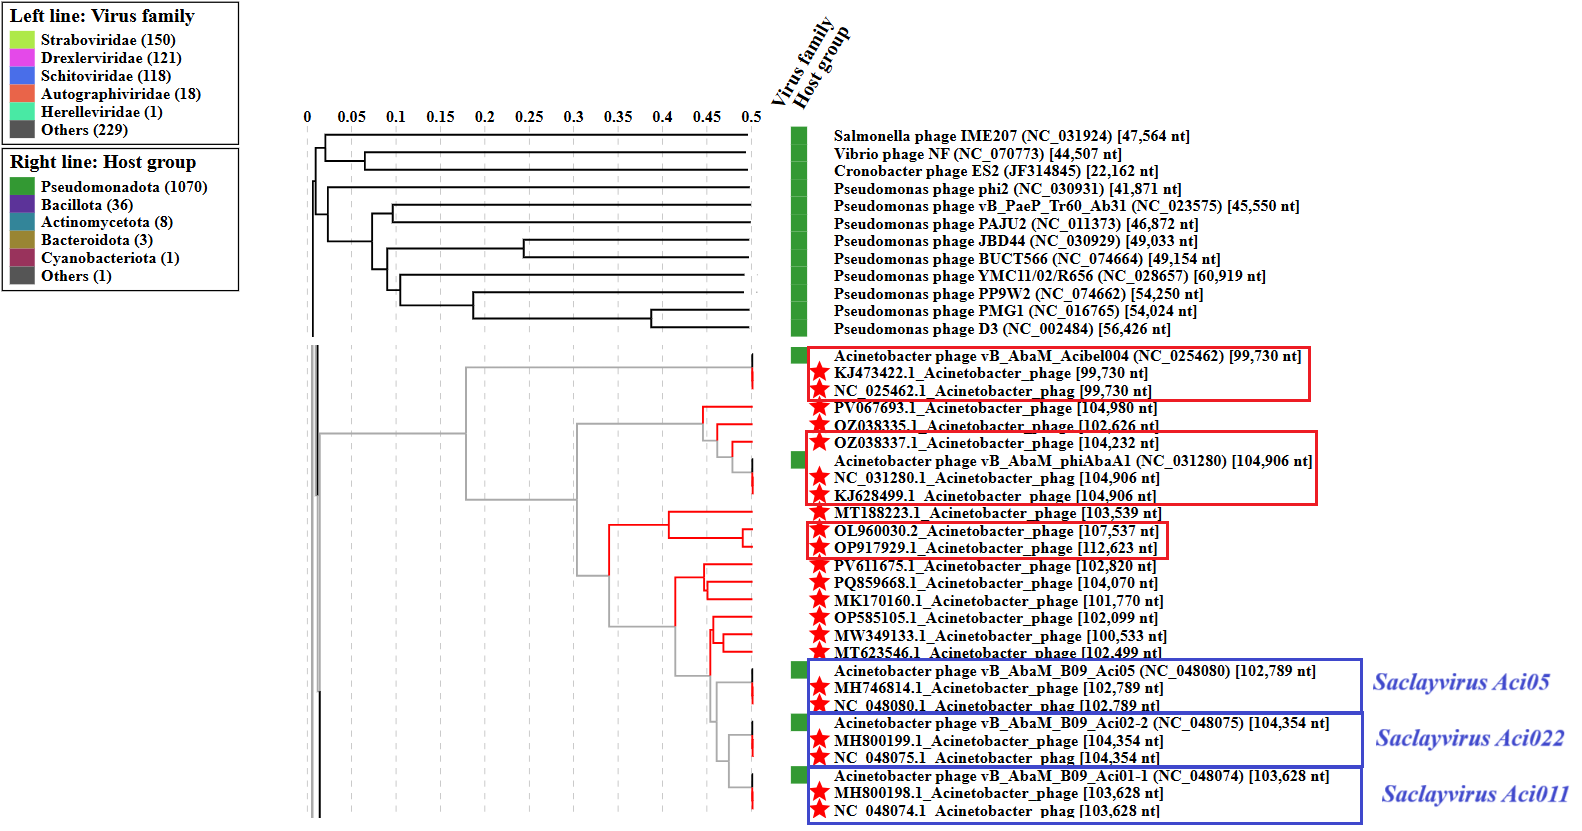 Left line: Virus family
Straboviridae (150)
Drexlerviridae (121)
Schitoviridae (118)
Autographiviridae (18)
Herelleviridae (1)
Others (229)
Right line: Host group
Pseudomonadota (1070)
Bacillota (36)
Actinomycetota (8)
Bacteroidota (3)
Cyanobacteriota (1)
Others (1)
Virus family
Host group
0 0.05 0.1 0.15 0.2 0.25 0.3 0.35 0.4 0.45 0.5
Salmonella phage IME207 (NC_031924) [47,564 nt]
Vibrio phage NF (NC_070773) [44,507 nt]
Cronobacter phage ES2 (JF314845) [22,162 nt]
Pseudomonas phage phi2 (NC_030931) [41,871 nt]
Pseudomonas phage vB_PaeP_Tr60_Ab31 (NC_023575) [45,550 nt]
Pseudomonas phage PAJU2 (NC_011373) [46,872 nt]
Pseudomonas phage JBD44 (NC_030929) [49,033 nt]
Pseudomonas phage BUCT566 (NC_074664) [49,154 nt]
Pseudomonas phage YMC11/02/R656 (NC_028657) [60,919 nt]
Pseudomonas phage PP9W2 (NC_074662) [54,250 nt]
Pseudomonas phage PMG1 (NC_016765) [54,024 nt]
Pseudomonas phage D3 (NC_002484) [56,426 nt]
Acinetobacter phage vB_AbaM_Acibel004 (NC_025462) [99,730 nt]
KJ473422.1_Acinetobacter_phage [99,730 nt]
NC_025462.1_Acinetobacter_phag [99,730 nt]
PV067693.1_Acinetobacter_phage [104,980 nt]
OZ038335.1_Acinetobacter_phage [102,626 nt]
OZ038337.1_Acinetobacter_phage [104,232 nt]
Acinetobacter phage vB_AbaM_phiAbaA1 (NC_031280) [104,906 nt]
NC_031280.1_Acinetobacter_phag [104,906 nt]
KJ628499.1_Acinetobacter_phage [104,906 nt]
MT188223.1_Acinetobacter_phage [103,539 nt]
OL960030.2_Acinetobacter_phage [107,537 nt]
OP917929.1_Acinetobacter_phage [112,623 nt]
PV611675.1_Acinetobacter_phage [102,820 nt]
PQ859668.1_Acinetobacter_phage [104,070 nt]
MK170160.1_Acinetobacter_phage [101,770 nt]
OP585105.1_Acinetobacter_phage [102,099 nt]
MW349133.1_Acinetobacter_phage [100,533 nt]
MT623546.1_Acinetobacter_phage [102,499 nt]
Acinetobacter phage vB_AbaM_B09_Aci05 (NC_048080) [102,789 nt]
MH746814.1_Acinetobacter_phage [102,789 nt]
NC_048080.1_Acinetobacter_phag [102,789 nt]
Saclayvirus Aci05
Acinetobacter phage vB_AbaM_B09_Aci02-2 (NC_048075) [104,354 nt]
MH800199.1_Acinetobacter_phage [104,354 nt]
NC_048075.1_Acinetobacter_phag [104,354 nt]
Saclayvirus Aci022
Acinetobacter phage vB_AbaM_B09_Aci01-1 (NC_048074) [103,628 nt]
MH800198.1_Acinetobacter_phage [103,628 nt]
NC_048074.1_Acinetobacter_phag [103,628 nt]
Saclayvirus Aci011